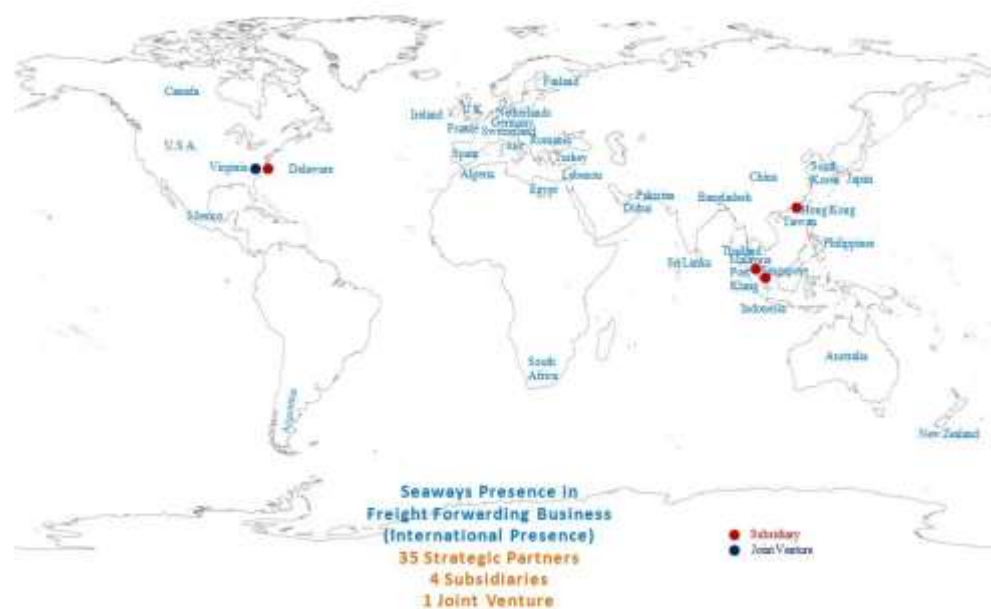 Canada
U.S.A.
Virginia
Delaware
Mexico
Argentina
Finland
Ireland
U.K.
Netherlands
Germany
France
Switzerland
Romania
Spain
Turkey
Algeria
Lebanon
Egypt
Dubai
Pakistan
Bangladesh
Sri Lanka
China
South
Korea
Japan
Hong Kong
Taiwan
Thailand
Philippines
Malaysia
Port
Klang
Singapore
Indonesia
South
Africa
Australia
New Zealand
Seaways Presence in
Freight Forwarding Business
(International Presence)
35 Strategic Partners
4 Subsidiaries
1 Joint Venture
Subsidiary
Joint Venture